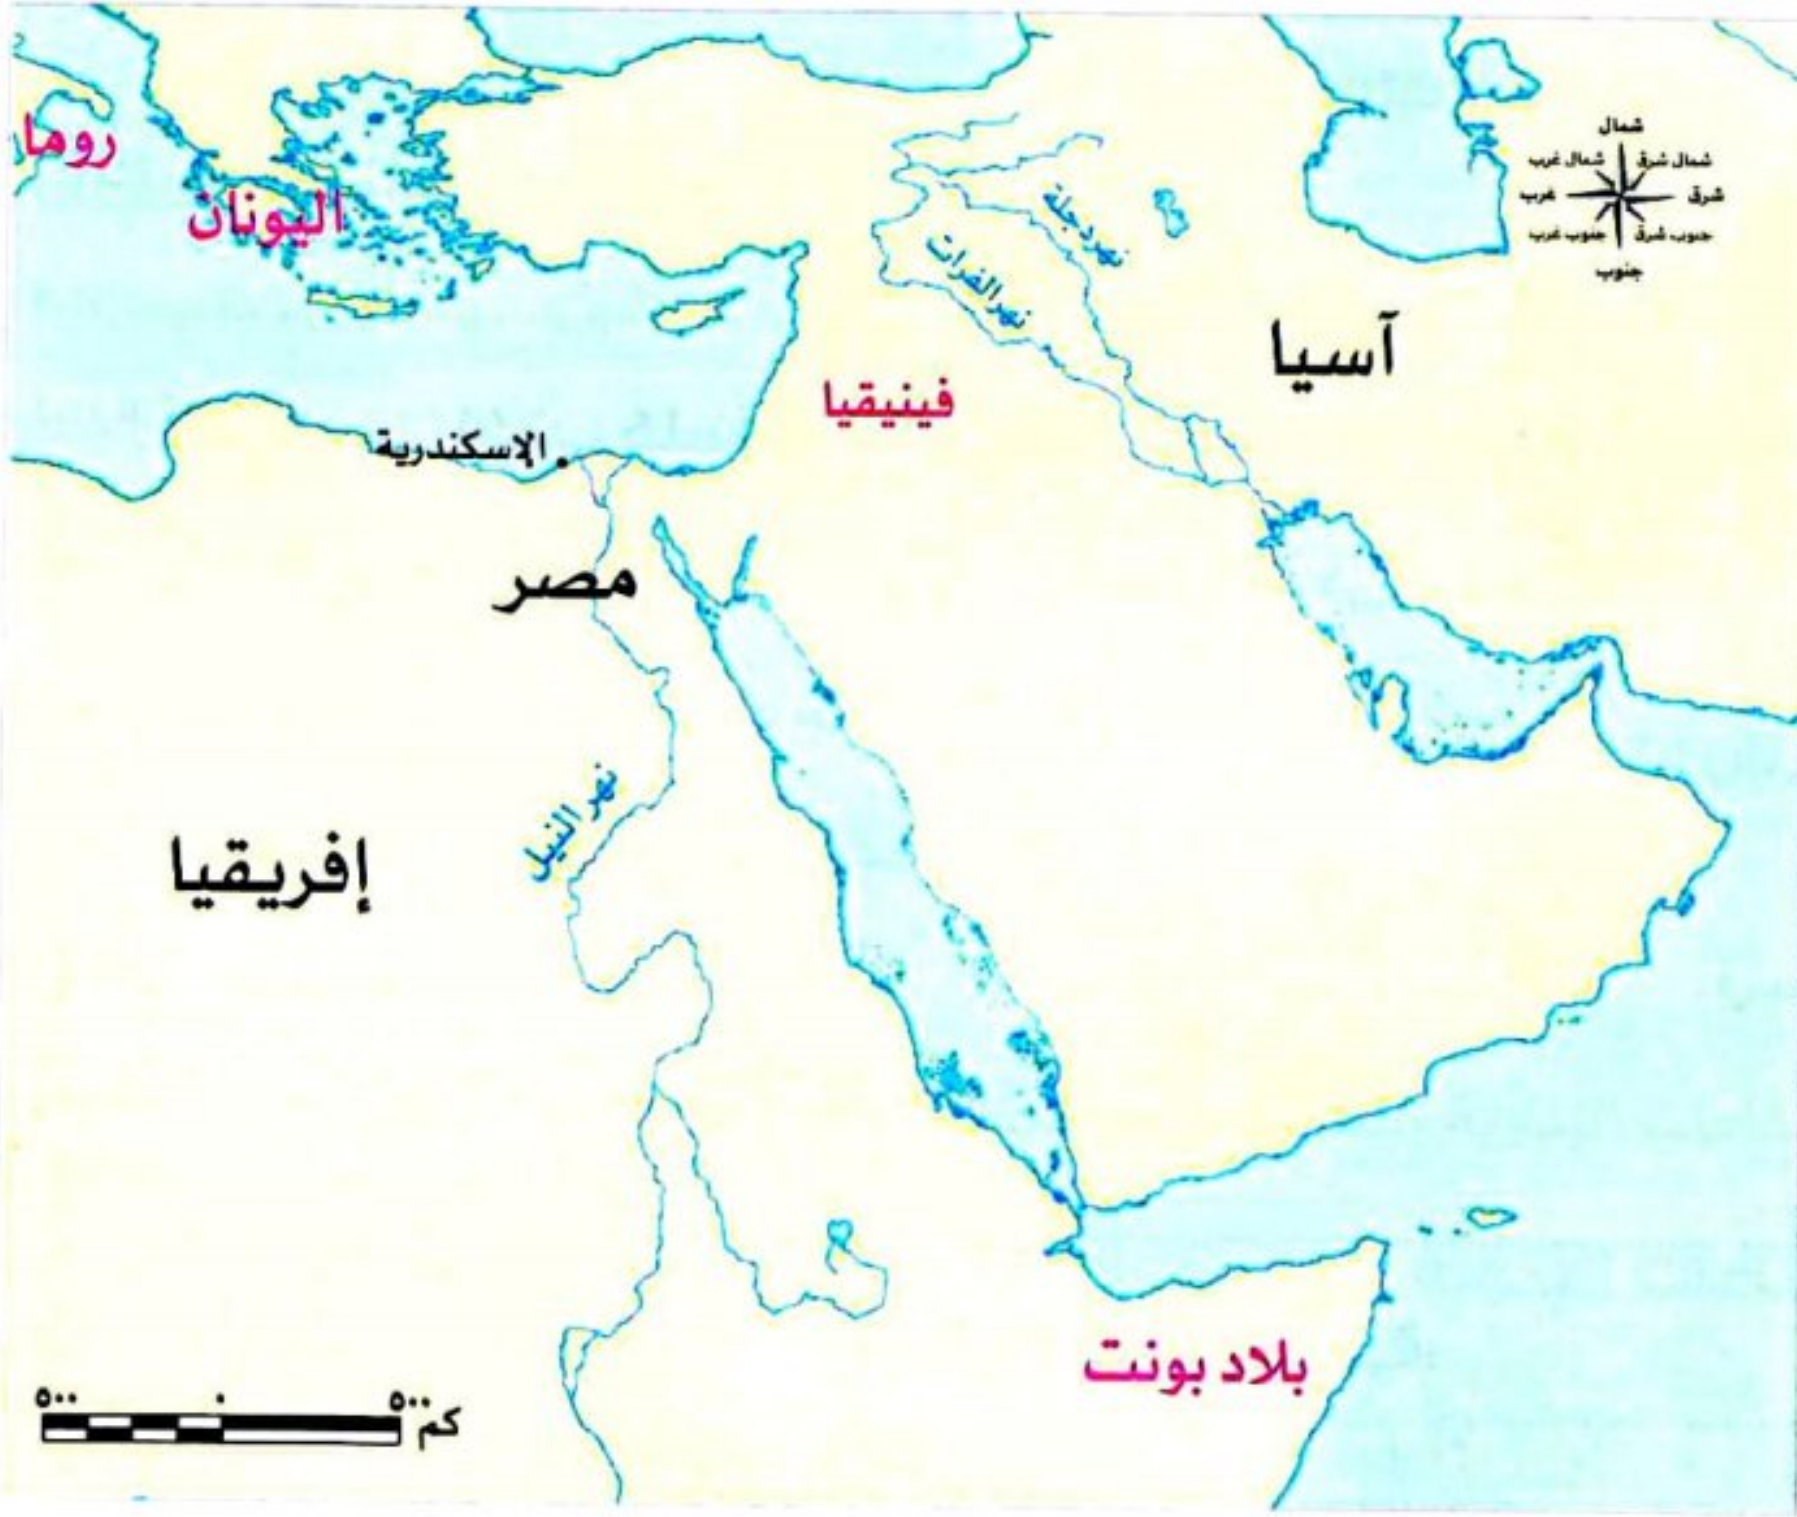 شمال
شمال غرب
شمال شرق
غرب
شرق
جنوب غرب
جنوب شرق
جنوب
روما
اليونان
نهر دجلة
نهر الفرات
آسيا
فينيقيا
الإسكندرية
مصر
نهر النيل
إفريقيا
بلاد بونت
٥٠٠ ٠ ٥٠٠
كم